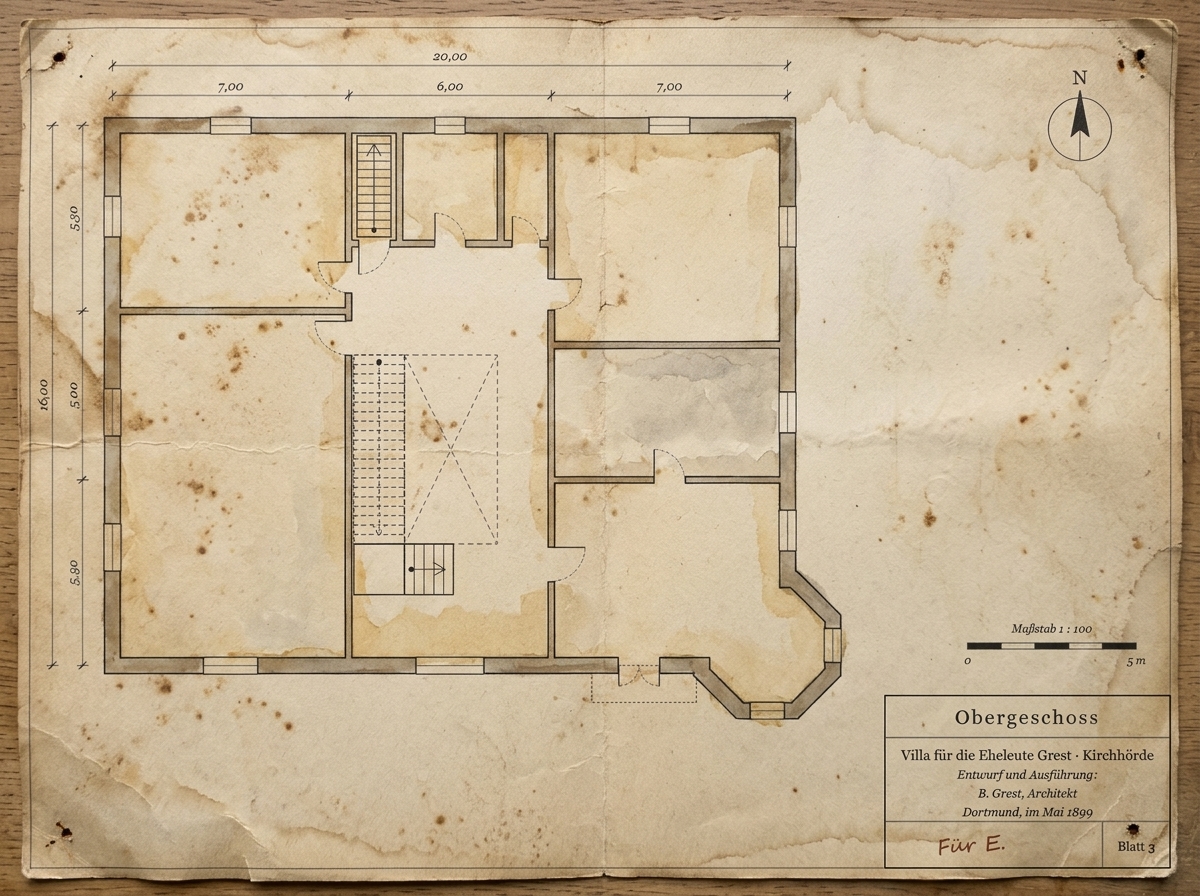 20,00
7,00
6,00
7,00
N
5,80
16,00
5,00
5,80
Maßstab 1 : 100
0
5 m
Obergeschoss
Villa für die Eheleute Grest · Kirchhörde
Entwurf und Ausführung:
B. Grest, Architekt
Dortmund, im Mai 1899
Für E.
Blatt 3